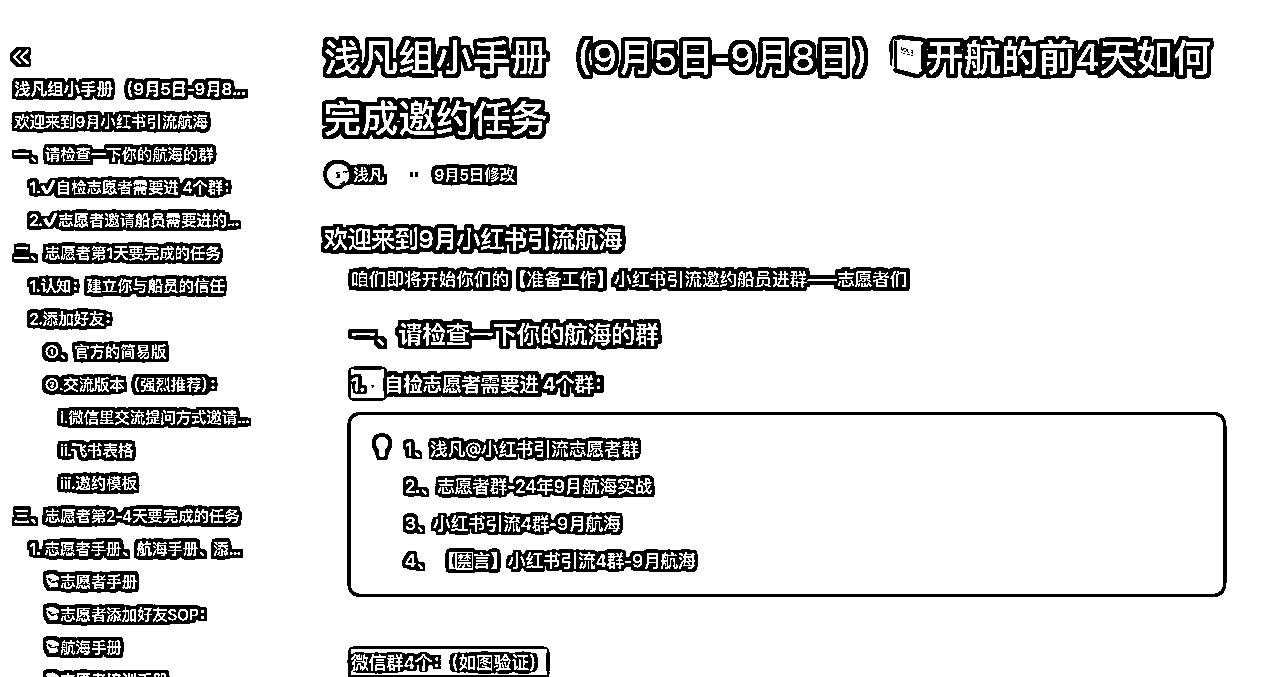 浅凡组小手册（9月5日-9月8...
欢迎来到9月小红书引流航海
一、请检查一下你的航海的群
1.✓自检志愿者需要进 4个群：
2.✓志愿者邀请船员需要进的...
二、志愿者第1天要完成的任务
1.认知：建立你与船员的信任
2.添加好友：
①、官方的简易版
②.交流版本（强烈推荐）：
i.微信里交流提问方式邀请...
ii.飞书表格
iii.邀约模板
三、志愿者第2-4天要完成的任务
1.志愿者手册、航海手册、添...
志愿者手册
志愿者添加好友SOP：
航海手册
浅凡组小手册（9月5日-9月8日）开航的前4天如何
完成邀约任务
浅凡 9月5日修改
欢迎来到9月小红书引流航海
咱们即将开始你们的【准备工作】小红书引流邀约船员进群——志愿者们
一、请检查一下你的航海的群
1. 自检志愿者需要进 4个群：
1、浅凡@小红书引流志愿者群
2.、志愿者群-24年9月航海实战
3、小红书引流4群-9月航海
4、【禁言】小红书引流4群-9月航海
微信群4个：（如图验证）